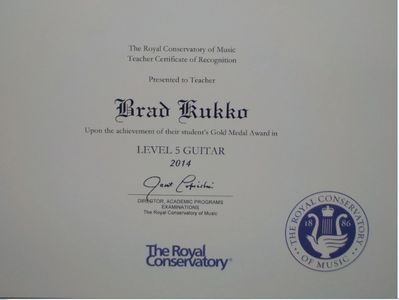 The Royal Conservatory of Music
Teacher Certificate of Recognition
Presented to Teacher
Brad Kukko
Upon the achievement of their student's Gold Medal Award in
LEVEL 5 GUITAR
2014
DIRECTOR, ACADEMIC PROGRAMS
EXAMINATIONS
The Royal Conservatory of Music
THE ROYAL CONSERVATORY
18 86
OF MUSIC
The Royal
Conservatory®